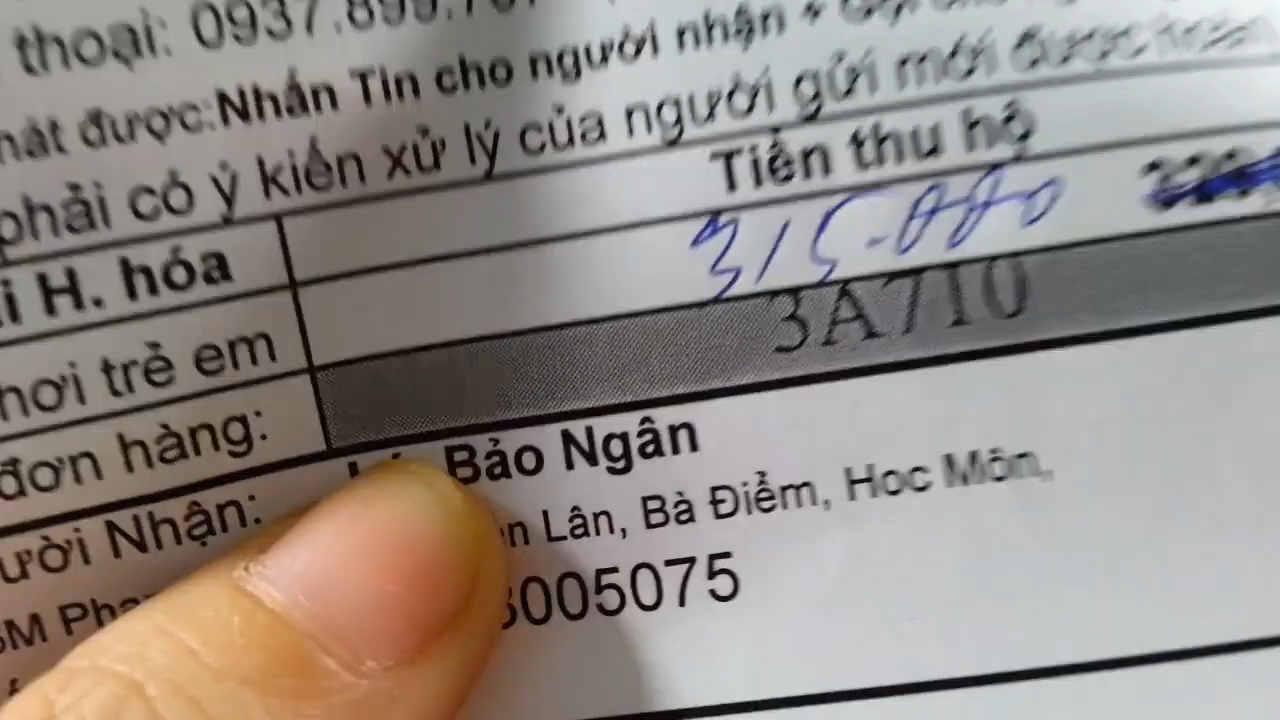 thoại: 0937.899.
hát được:Nhắn Tin cho người nhận +
phải có ý kiến xử lý của người gửi mới được
Tiền thu hộ
i H. hóa
315.000
hơi trẻ em
3A710
đơn hàng:
ười Nhận: Bảo Ngân
n Lân, Bà Điểm, Hoc Môn,
005075